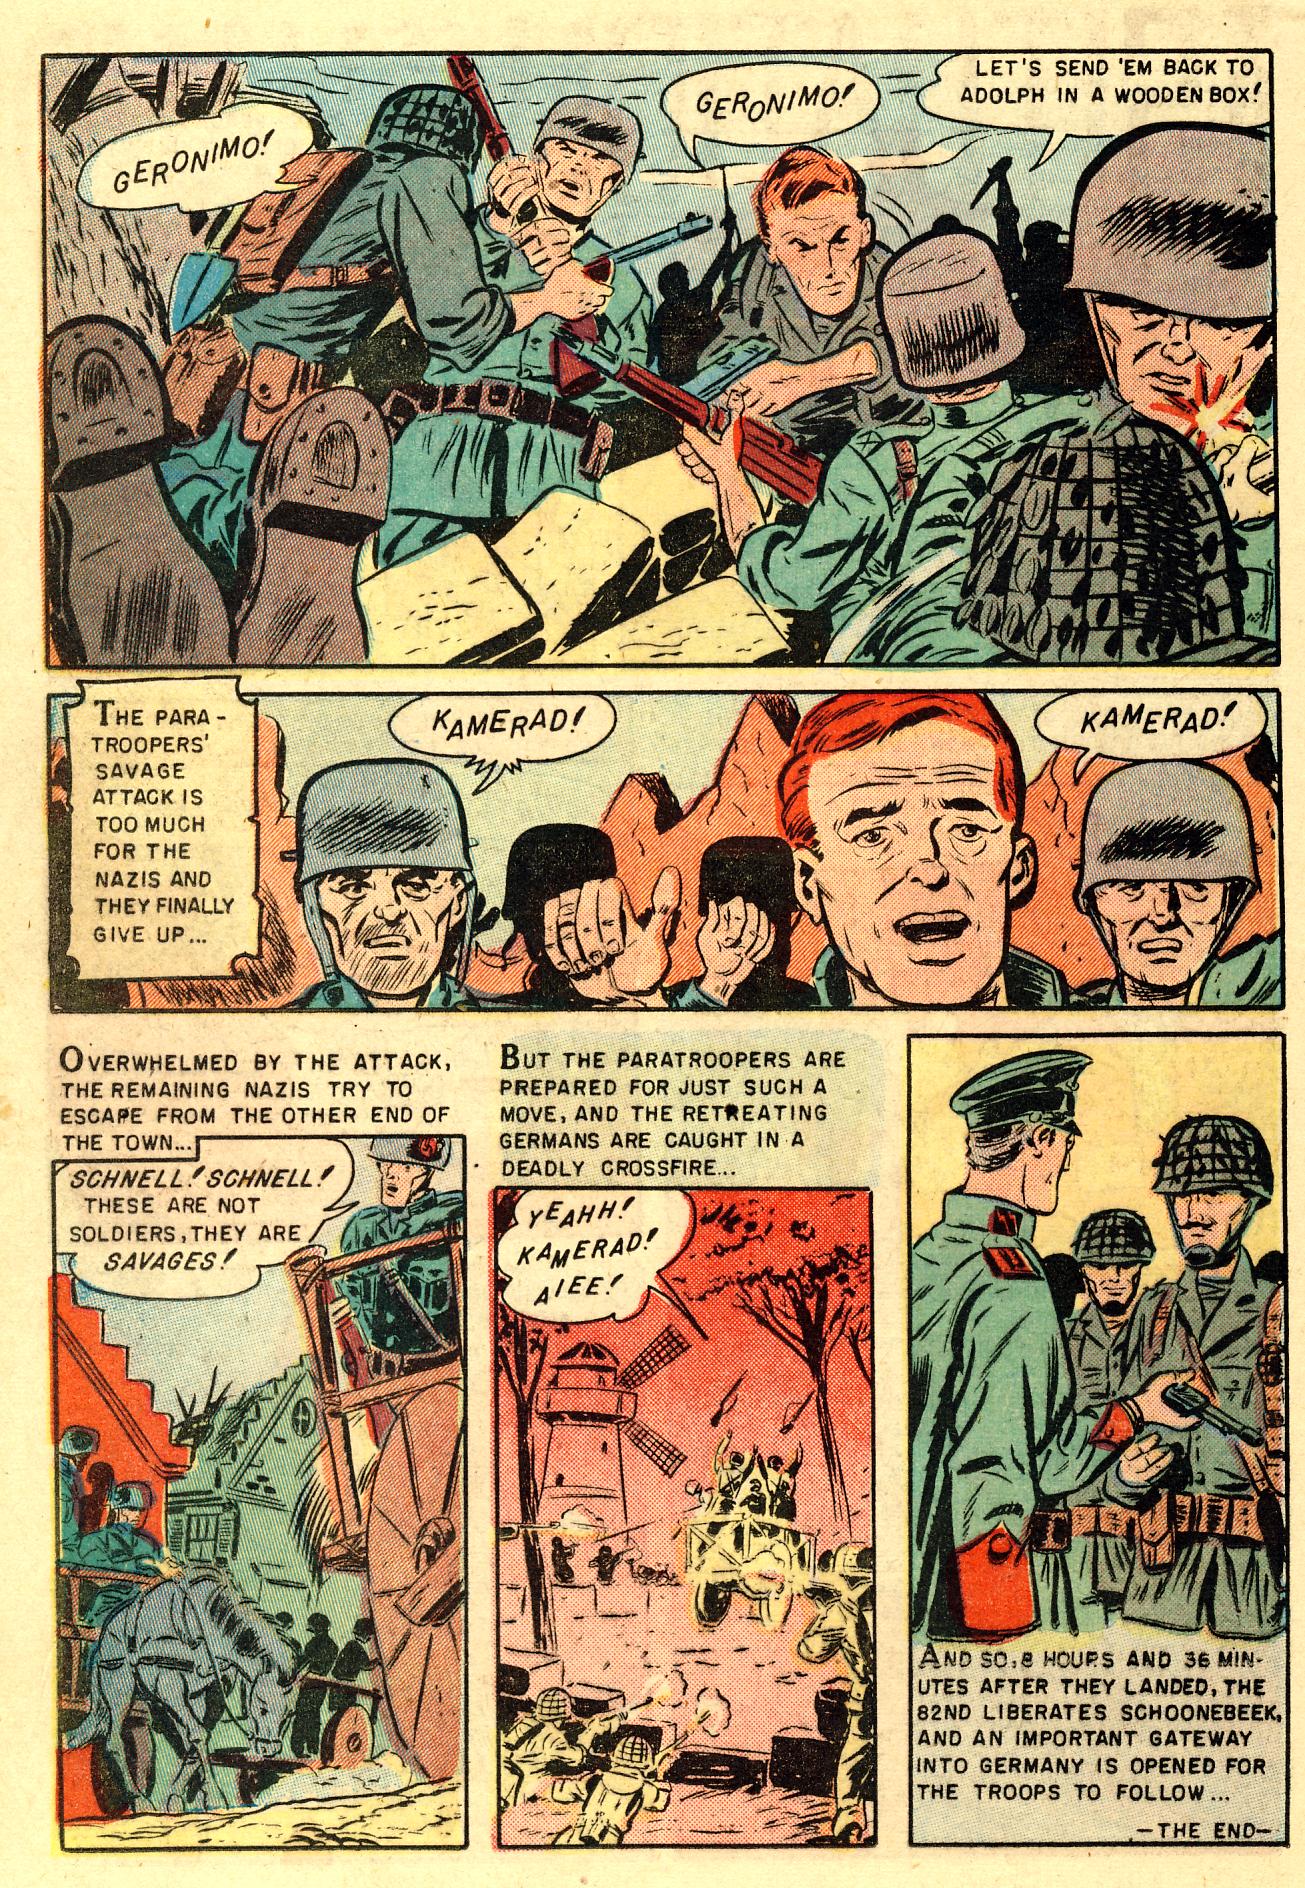 GERONIMO!
GERONIMO!
LET'S SEND 'EM BACK TO
ADOLPH IN A WOODEN BOX!
THE PARA-
TROOPERS'
SAVAGE
ATTACK IS
TOO MUCH
FOR THE
NAZIS AND
THEY FINALLY
GIVE UP...
KAMERAD!
KAMERAD!
OVERWHELMED BY THE ATTACK,
THE REMAINING NAZIS TRY TO
ESCAPE FROM THE OTHER END OF
THE TOWN...
SCHNELL! SCHNELL!
THESE ARE NOT
SOLDIERS, THEY ARE
SAVAGES!
BUT THE PARATROOPERS ARE
PREPARED FOR JUST SUCH A
MOVE, AND THE RETREATING
GERMANS ARE CAUGHT IN A
DEADLY CROSSFIRE...
YEAHH!
KAMERAD!
AIEE!
AND SO, 8 HOURS AND 36 MIN-
UTES AFTER THEY LANDED, THE
82ND LIBERATES SCHOONEBEEK,
AND AN IMPORTANT GATEWAY
INTO GERMANY IS OPENED FOR
THE TROOPS TO FOLLOW...
—THE END—